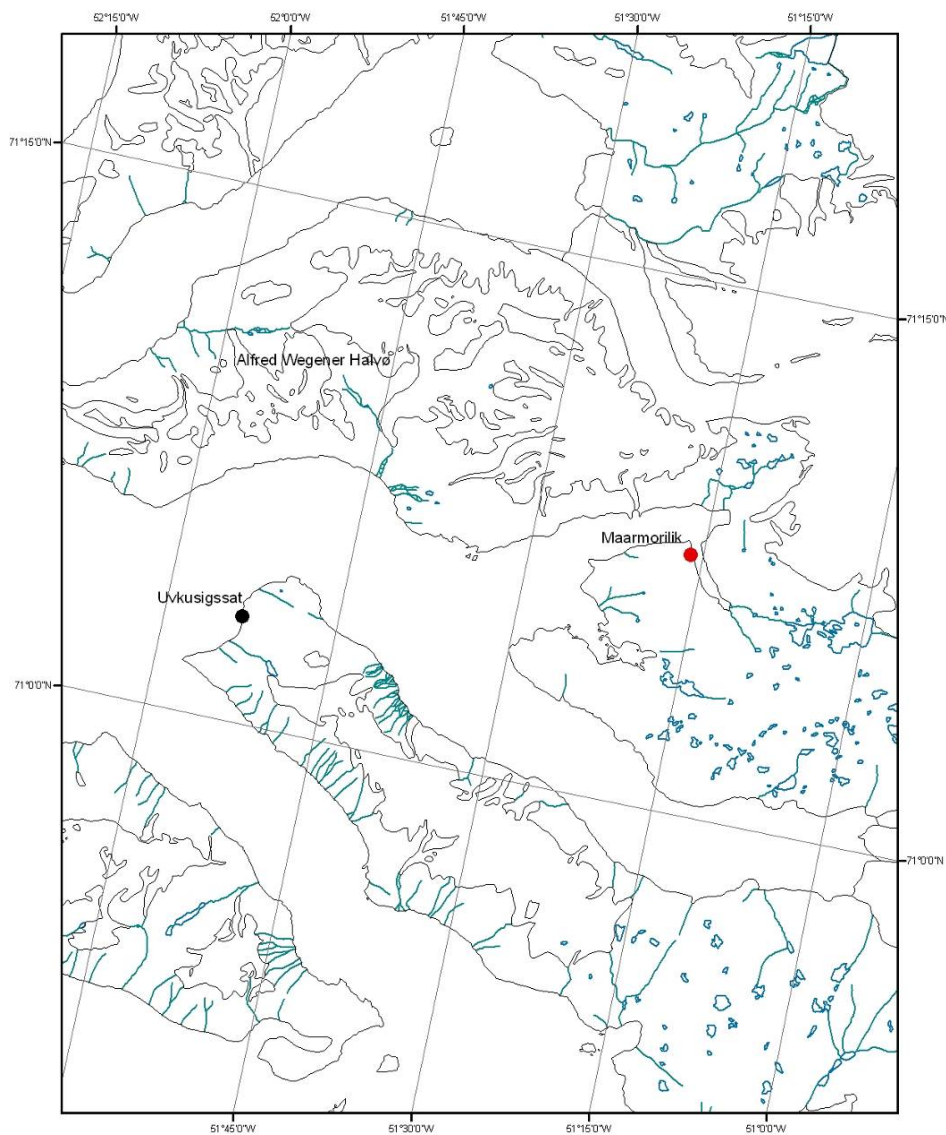 52°15'0"W 52°0'0"W 51°45'0"W 51°30'0"W 51°15'0"W
71°15'0"N
71°15'0"N
Alfred Wegener Halvø
Maarmorilik
Uvkusigssat
71°0'0"N
71°0'0"N
51°45'0"W 51°30'0"W 51°15'0"W 51°0'0"W